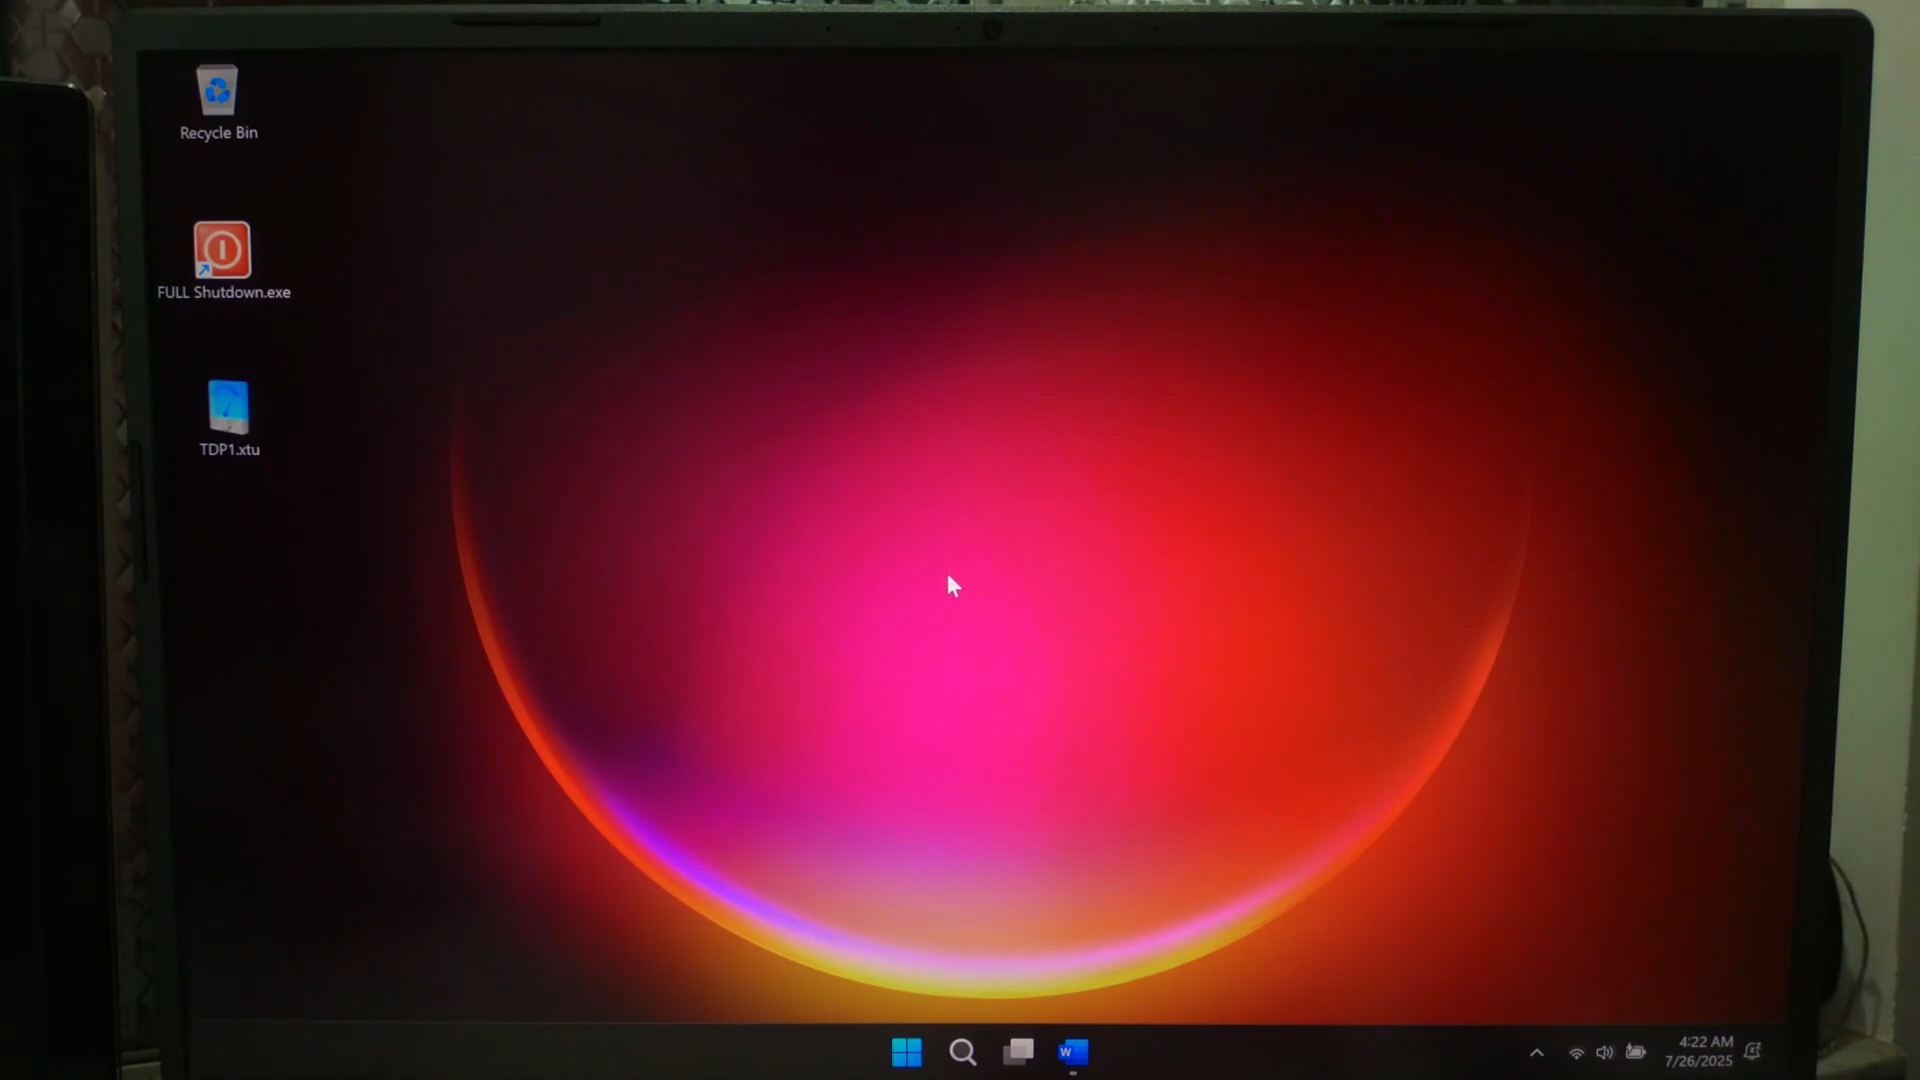 Recycle Bin
FULL Shutdown.exe
TDP1.xtu
W
4:22 AM
7/26/2025